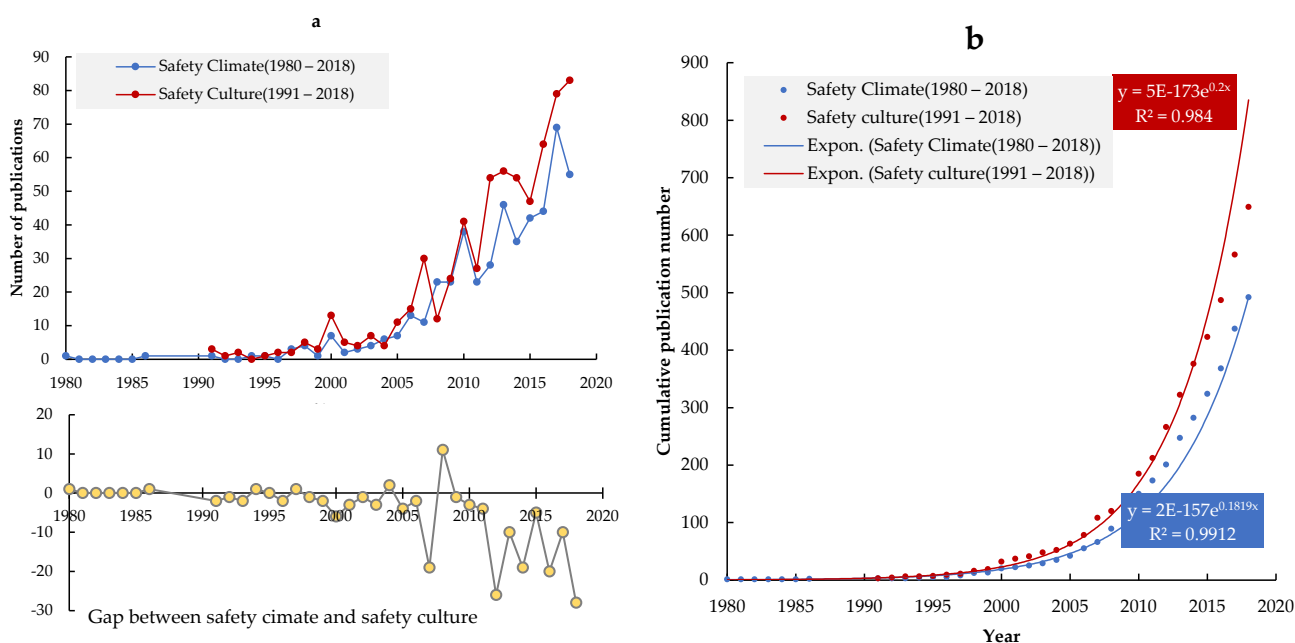 a
Number of publications
90
80
70
60
50
40
30
20
10
0
Safety Climate(1980 – 2018)
Safety Culture(1991 – 2018)
1980 1985 1990 1995 2000 2005 2010 2015 2020
20
10
0
-10
-20
-30
1980 1985 1990 1995 2000 2005 2010 2015 2020
Gap between safety cimate and safety culture
b
Cumulative publication number
900
800
700
600
500
400
300
200
100
0
Safety Climate(1980 – 2018)
Safety culture(1991 – 2018)
Expon. (Safety Climate(1980 – 2018))
Expon. (Safety culture(1991 – 2018))
y = 5E-173e^0.2x
R² = 0.984
y = 2E-157e^0.1819x
R² = 0.9912
1980 1985 1990 1995 2000 2005 2010 2015 2020
Year